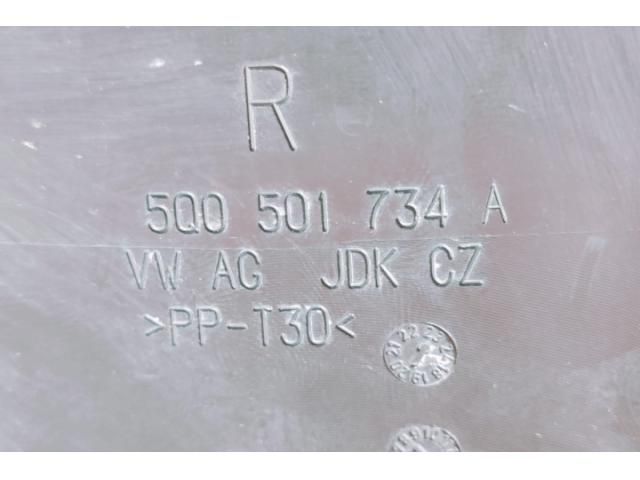 R
5Q0 501 734 A
VW AG JDK CZ
>PP-T30<